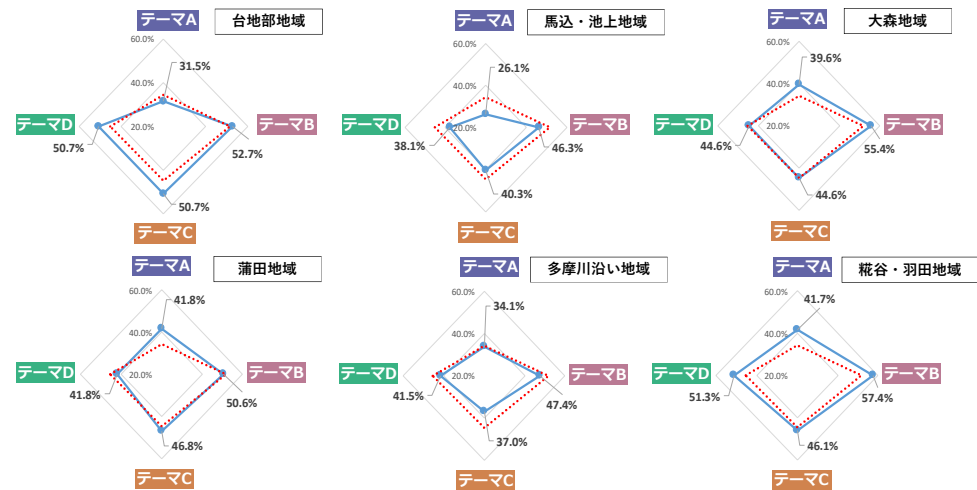 テーマA
台地部地域
60.0%
31.5%
40.0%
テーマD
20.0%
テーマB
50.7%
52.7%
50.7%
テーマC
テーマA
馬込・池上地域
60.0%
26.1%
40.0%
テーマD
20.0%
テーマB
38.1%
46.3%
40.3%
テーマC
テーマA
大森地域
60.0%
39.6%
40.0%
テーマD
20.0%
テーマB
44.6%
55.4%
44.6%
テーマC
テーマA
蒲田地域
60.0%
41.8%
40.0%
テーマD
20.0%
テーマB
41.8%
50.6%
46.8%
テーマC
テーマA
多摩川沿い地域
60.0%
34.1%
40.0%
テーマD
20.0%
テーマB
41.5%
47.4%
37.0%
テーマC
テーマA
糀谷・羽田地域
60.0%
41.7%
40.0%
テーマD
20.0%
テーマB
51.3%
57.4%
46.1%
テーマC